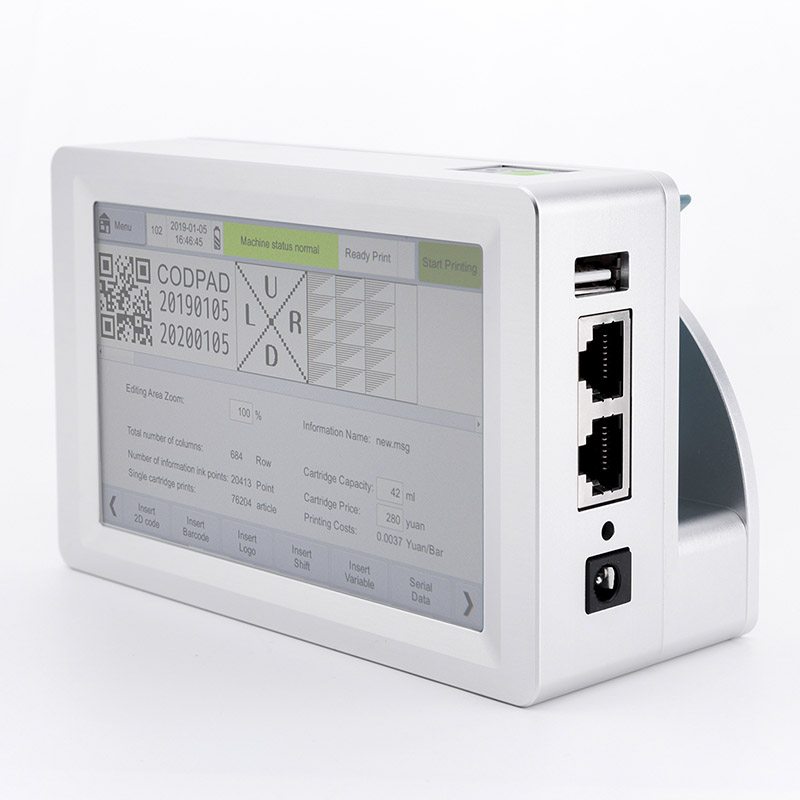 Menu
102
2019-01-05
16:46:45
Machine status normal
Ready Print
Start Printing
CODPAD
20190105
20200105
U
L R
D
Editing Area Zoom:
100 %
Information Name: new.msg
Total number of columns: 684 Row
Number of information ink points: 20413 Point
Single cartridge prints: 76204 article
Cartridge Capacity: 42 ml
Cartridge Price: 280 yuan
Printing Costs: 0.0037 Yuan/Bar
Insert 2D code
Insert Barcode
Insert Logo
Insert Shift
Insert Variable
Serial Data